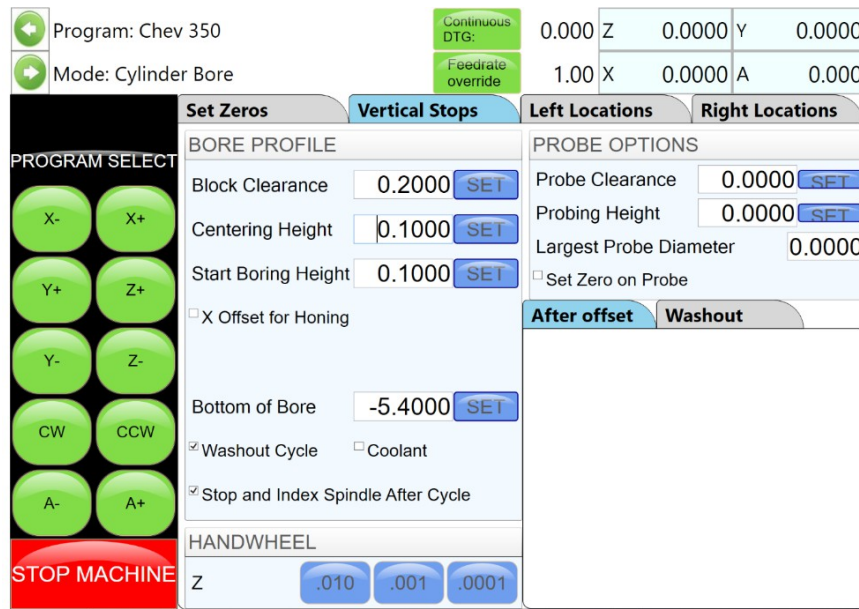 Program: Chev 350
Continuous DTG:
0.000 Z 0.0000 Y 0.0000
Mode: Cylinder Bore
Feedrate override
1.00 X 0.0000 A 0.000
Set Zeros Vertical Stops Left Locations Right Locations
PROGRAM SELECT
X- X+
Y+ Z+
Y- Z-
CW CCW
A- A+
STOP MACHINE
BORE PROFILE
Block Clearance 0.2000 SET
Centering Height 0.1000 SET
Start Boring Height 0.1000 SET
X Offset for Honing
Bottom of Bore -5.4000 SET
Washout Cycle Coolant
Stop and Index Spindle After Cycle
HANDWHEEL
Z .010 .001 .0001
PROBE OPTIONS
Probe Clearance 0.0000 SET
Probing Height 0.0000 SET
Largest Probe Diameter 0.0000
Set Zero on Probe
After offset Washout